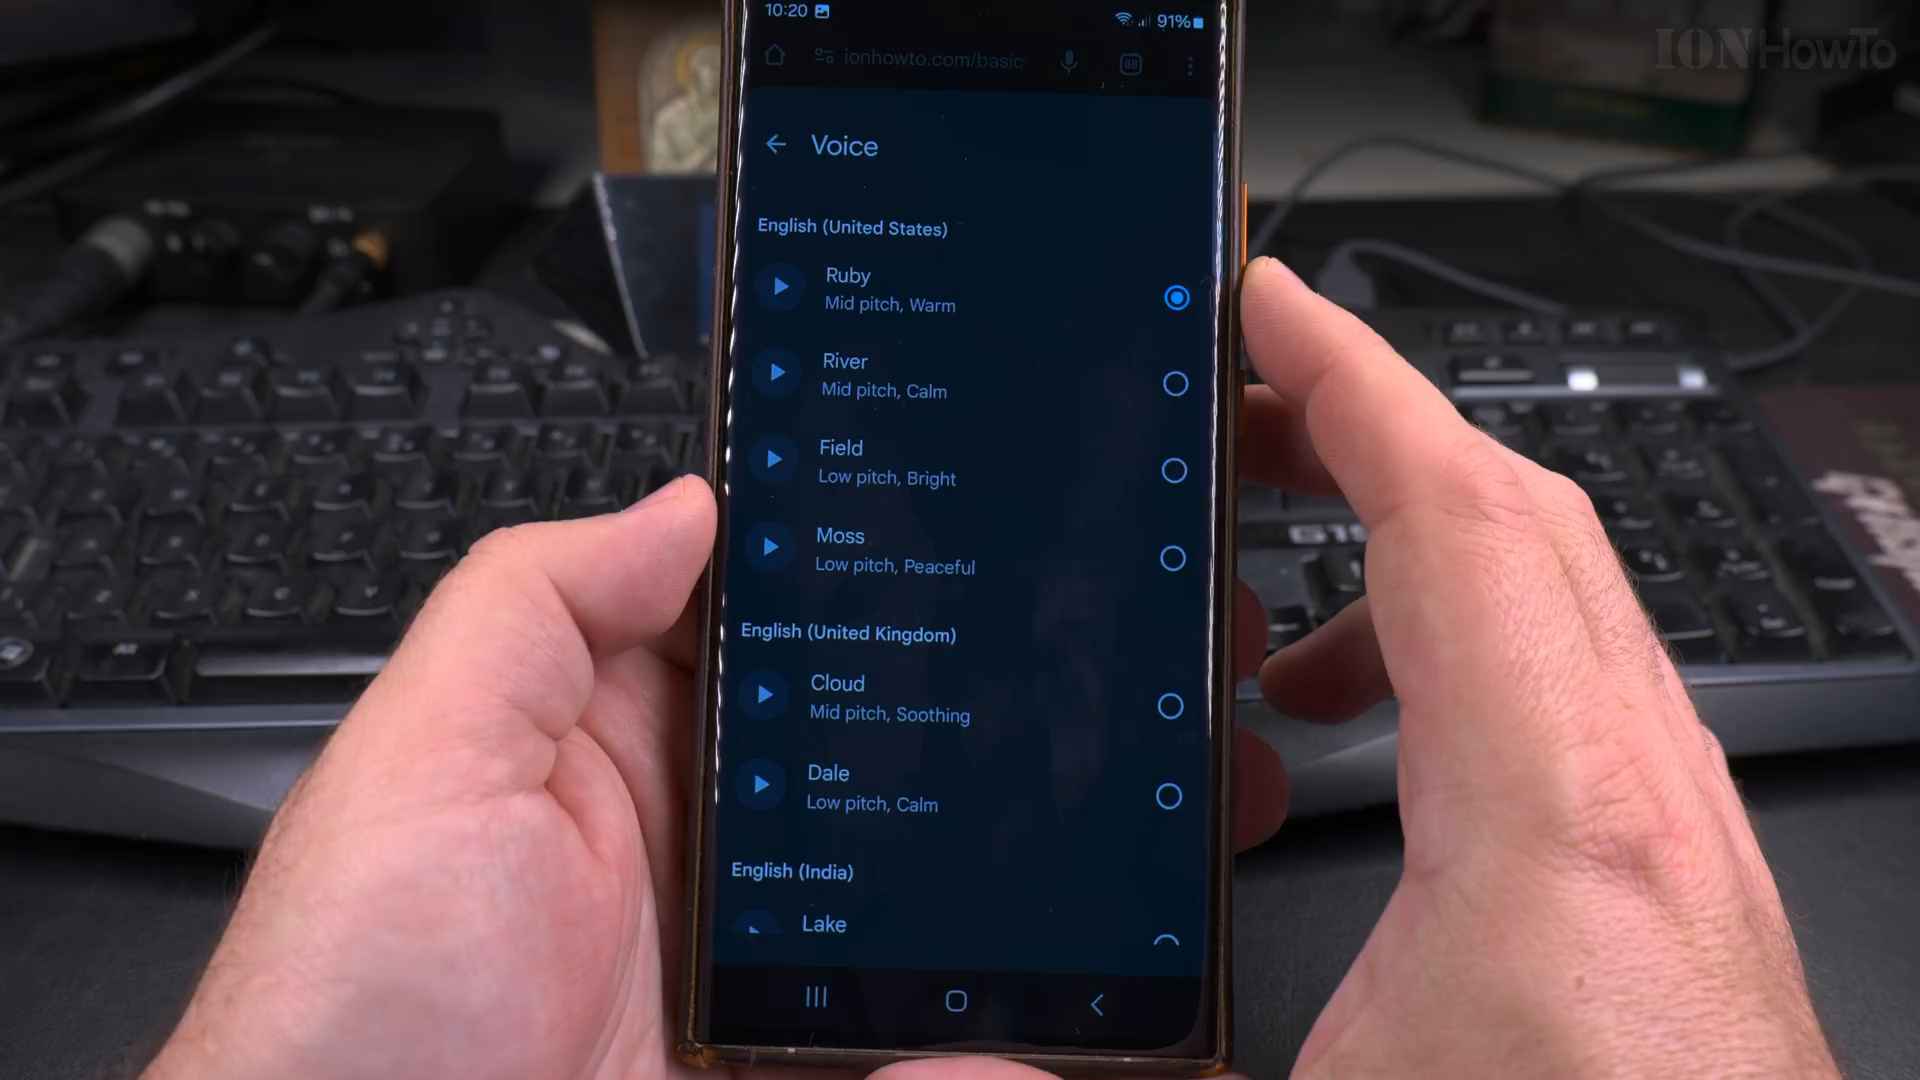 10:20
91%
ionhowto.com/basic
88
IONHowTo
Voice
English (United States)
Ruby
Mid pitch, Warm
River
Mid pitch, Calm
Field
Low pitch, Bright
Moss
Low pitch, Peaceful
English (United Kingdom)
Cloud
Mid pitch, Soothing
Dale
Low pitch, Calm
English (India)
Lake